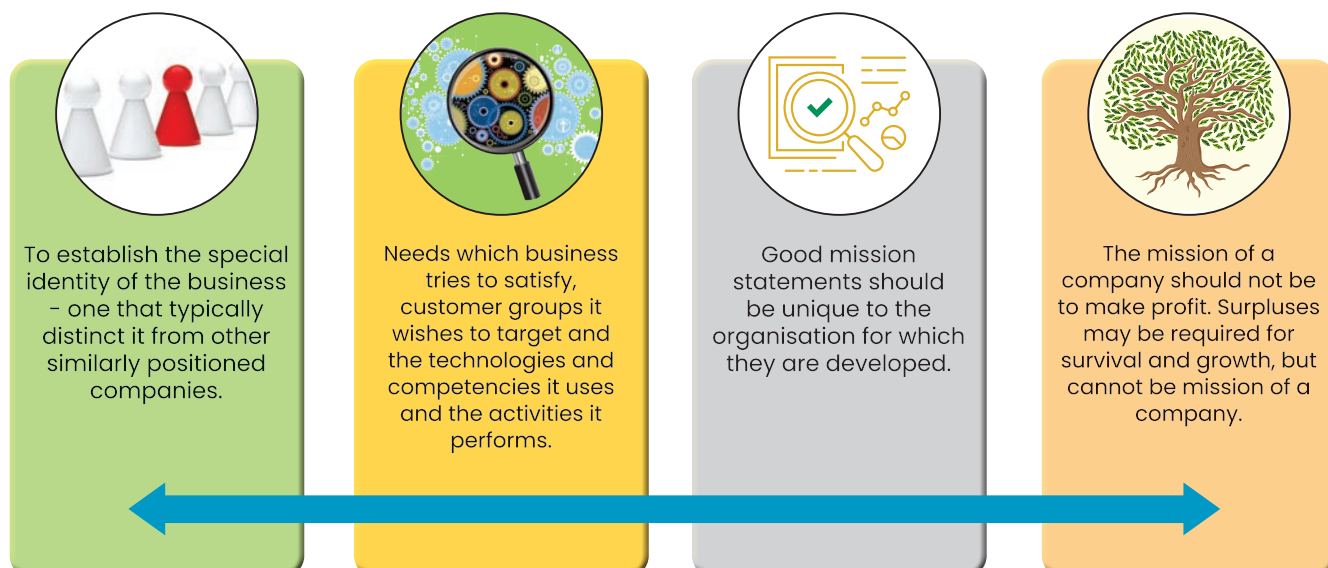 To establish the special
identity of the business
- one that typically
distinct it from other
similarly positioned
companies.
Needs which business
tries to satisfy,
customer groups it
wishes to target and
the technologies and
competencies it uses
and the activities it
performs.
Good mission
statements should
be unique to the
organisation for which
they are developed.
The mission of a
company should not be
to make profit. Surpluses
may be required for
survival and growth, but
cannot be mission of a
company.